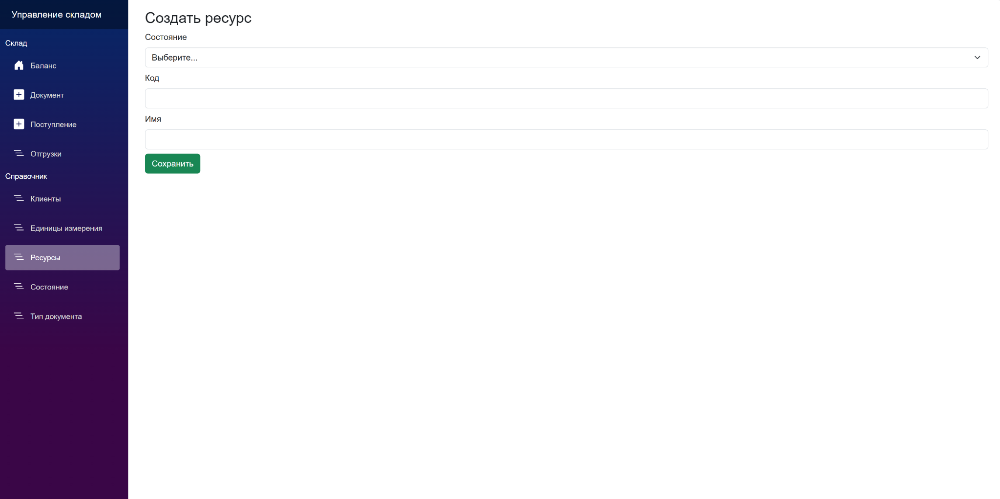 Управление складом
Склад
Баланс
Документ
Поступление
Отгрузки
Справочник
Клиенты
Единицы измерения
Ресурсы
Состояние
Тип документа
Создать ресурс
Состояние
Выберите...
Код
Имя
Сохранить